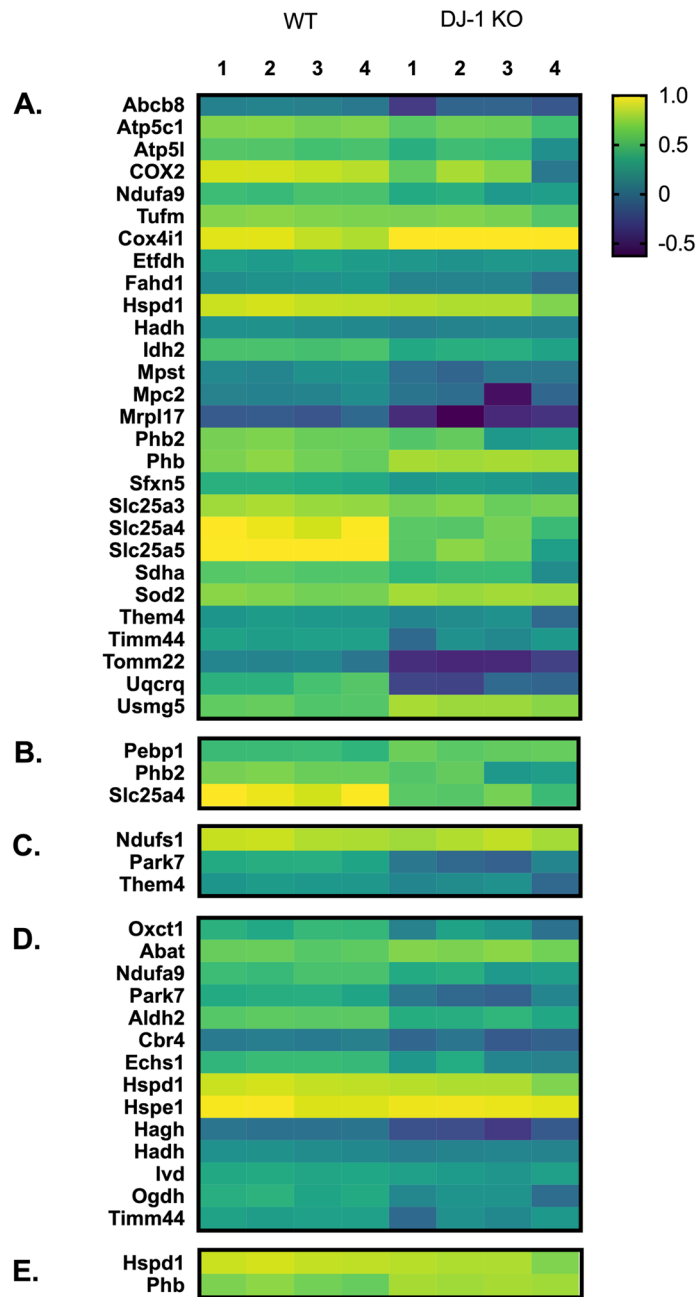 WT DJ-1 KO
1 2 3 4 1 2 3 4
A.
Abcb8
Atp5c1
Atp5l
COX2
Ndufa9
Tufm
Cox4i1
Etfdh
Fahd1
Hspd1
Hadh
Idh2
Mpst
Mpc2
Mrpl17
Phb2
Phb
Sfxn5
Slc25a3
Slc25a4
Slc25a5
Sdha
Sod2
Them4
Timm44
Tomm22
Uqcrq
Usmg5
1.0
0.5
0
-0.5
B.
Pebp1
Phb2
Slc25a4
C.
Ndufs1
Park7
Them4
D.
Oxct1
Abat
Ndufa9
Park7
Aldh2
Cbr4
Echs1
Hspd1
Hspe1
Hagh
Hadh
Ivd
Ogdh
Timm44
E.
Hspd1
Phb